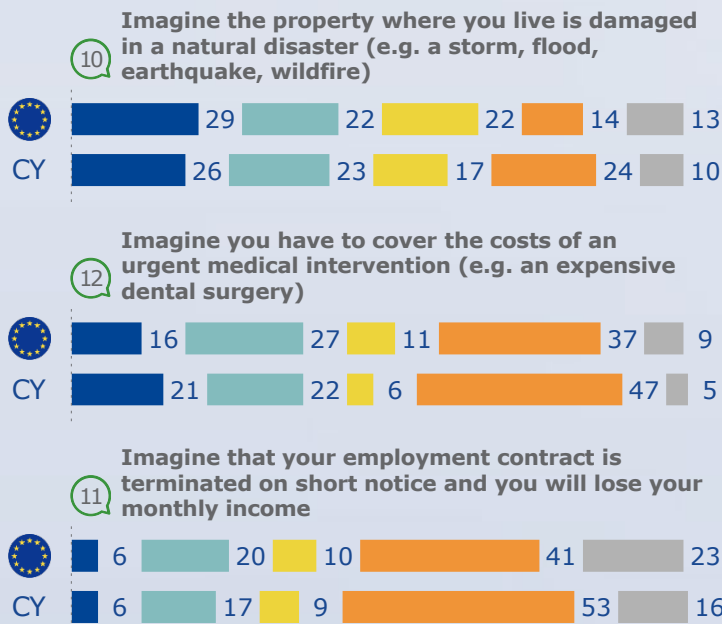 Imagine the property where you live is damaged
in a natural disaster (e.g. a storm, flood,
earthquake, wildfire)
10
29 22 22 14 13
CY 26 23 17 24 10
Imagine you have to cover the costs of an
urgent medical intervention (e.g. an expensive
dental surgery)
12
16 27 11 37 9
CY 21 22 6 47 5
Imagine that your employment contract is
terminated on short notice and you will lose your
monthly income
11
6 20 10 41 23
CY 6 17 9 53 16